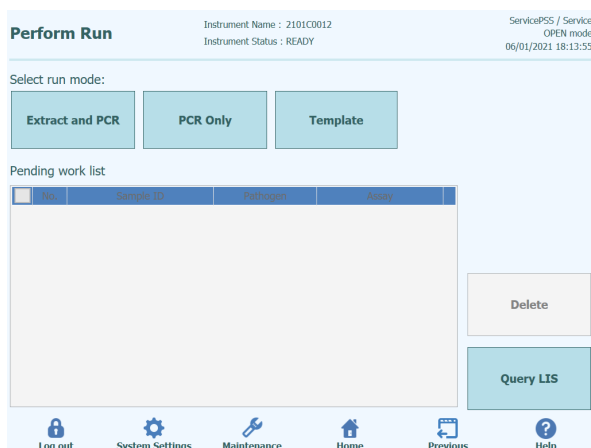 Perform Run
Instrument Name : 2101C0012
Instrument Status : READY
ServicePSS / Service
OPEN mode
06/01/2021 18:13:55
Select run mode:
Extract and PCR
PCR Only
Template
Pending work list
No. Sample ID Pathogen Assay
Delete
Query LIS
Log out System Settings Maintenance Home Previous Help